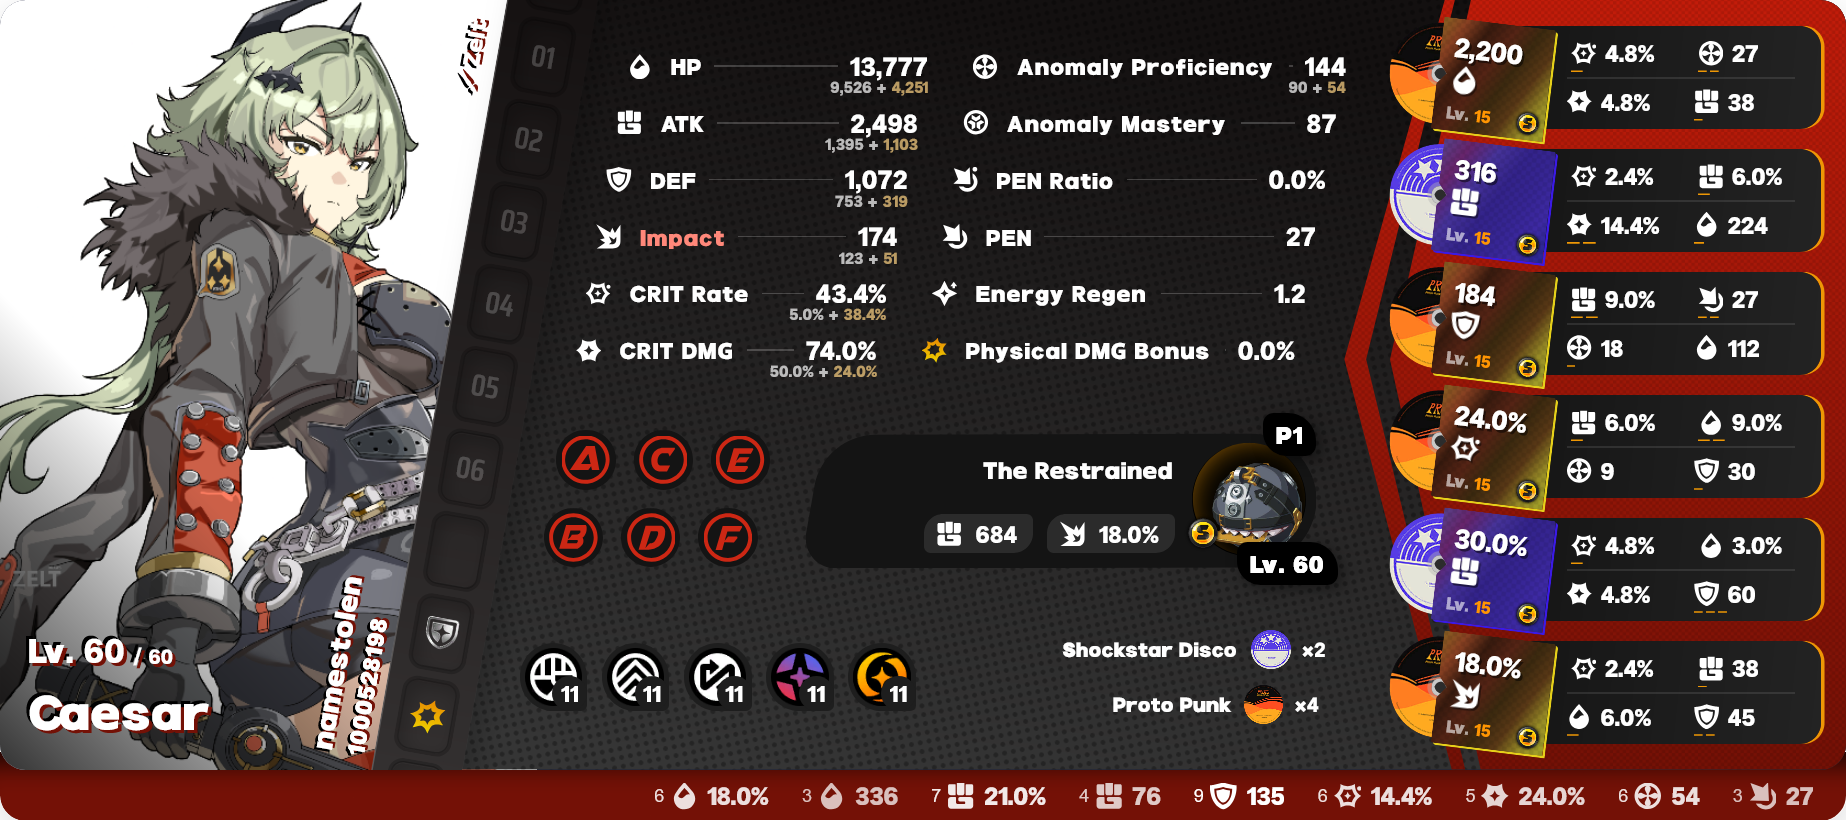 Zelt
01
02
03
04
05
06
ZELT
Lv. 60 / 60
Caesar
namestolen
1000528198
HP 13,777
9,526 + 4,251
ATK 2,498
1,395 + 1,103
DEF 1,072
753 + 319
Impact 174
123 + 51
CRIT Rate 43.4%
5.0% + 38.4%
CRIT DMG 74.0%
50.0% + 24.0%
Anomaly Proficiency 144
90 + 54
Anomaly Mastery 87
PEN Ratio 0.0%
PEN 27
Energy Regen 1.2
Physical DMG Bonus 0.0%
A C E
B D F
P1
The Restrained
684 18.0%
S
Lv. 60
11 11 11 11 11
Shockstar Disco ×2
Proto Punk ×4
2,200
Lv. 15 S
4.8% 27
4.8% 38
316
Lv. 15 S
2.4% 6.0%
14.4% 224
184
Lv. 15 S
9.0% 27
18 112
24.0%
Lv. 15 S
6.0% 9.0%
9 30
30.0%
Lv. 15 S
4.8% 3.0%
4.8% 60
18.0%
Lv. 15 S
2.4% 38
6.0% 45
6 18.0% 3 336 7 21.0% 4 76 9 135 6 14.4% 5 24.0% 6 54 3 27